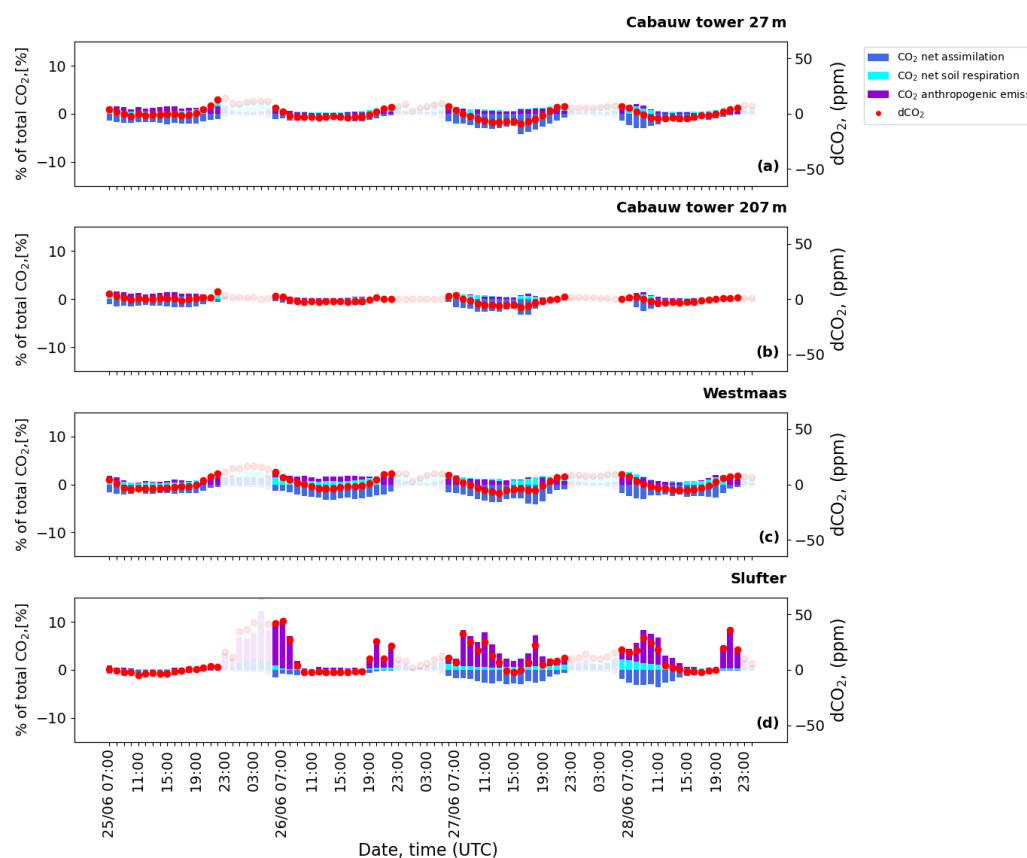 Cabauw tower 27 m
% of total CO₂,[%]
10
0
−10
50
0
−50
dCO₂, (ppm)
(a)
CO₂ net assimilation
CO₂ net soil respiration
CO₂ anthropogenic emiss
dCO₂
Cabauw tower 207 m
% of total CO₂,[%]
10
0
−10
50
0
−50
dCO₂, (ppm)
(b)
Westmaas
% of total CO₂,[%]
10
0
−10
50
0
−50
dCO₂, (ppm)
(c)
Slufter
% of total CO₂,[%]
10
0
−10
50
0
−50
dCO₂, (ppm)
(d)
25/06 07:00
11:00
15:00
19:00
23:00
03:00
26/06 07:00
11:00
15:00
19:00
23:00
03:00
27/06 07:00
11:00
15:00
19:00
23:00
03:00
28/06 07:00
11:00
15:00
19:00
23:00
Date, time (UTC)